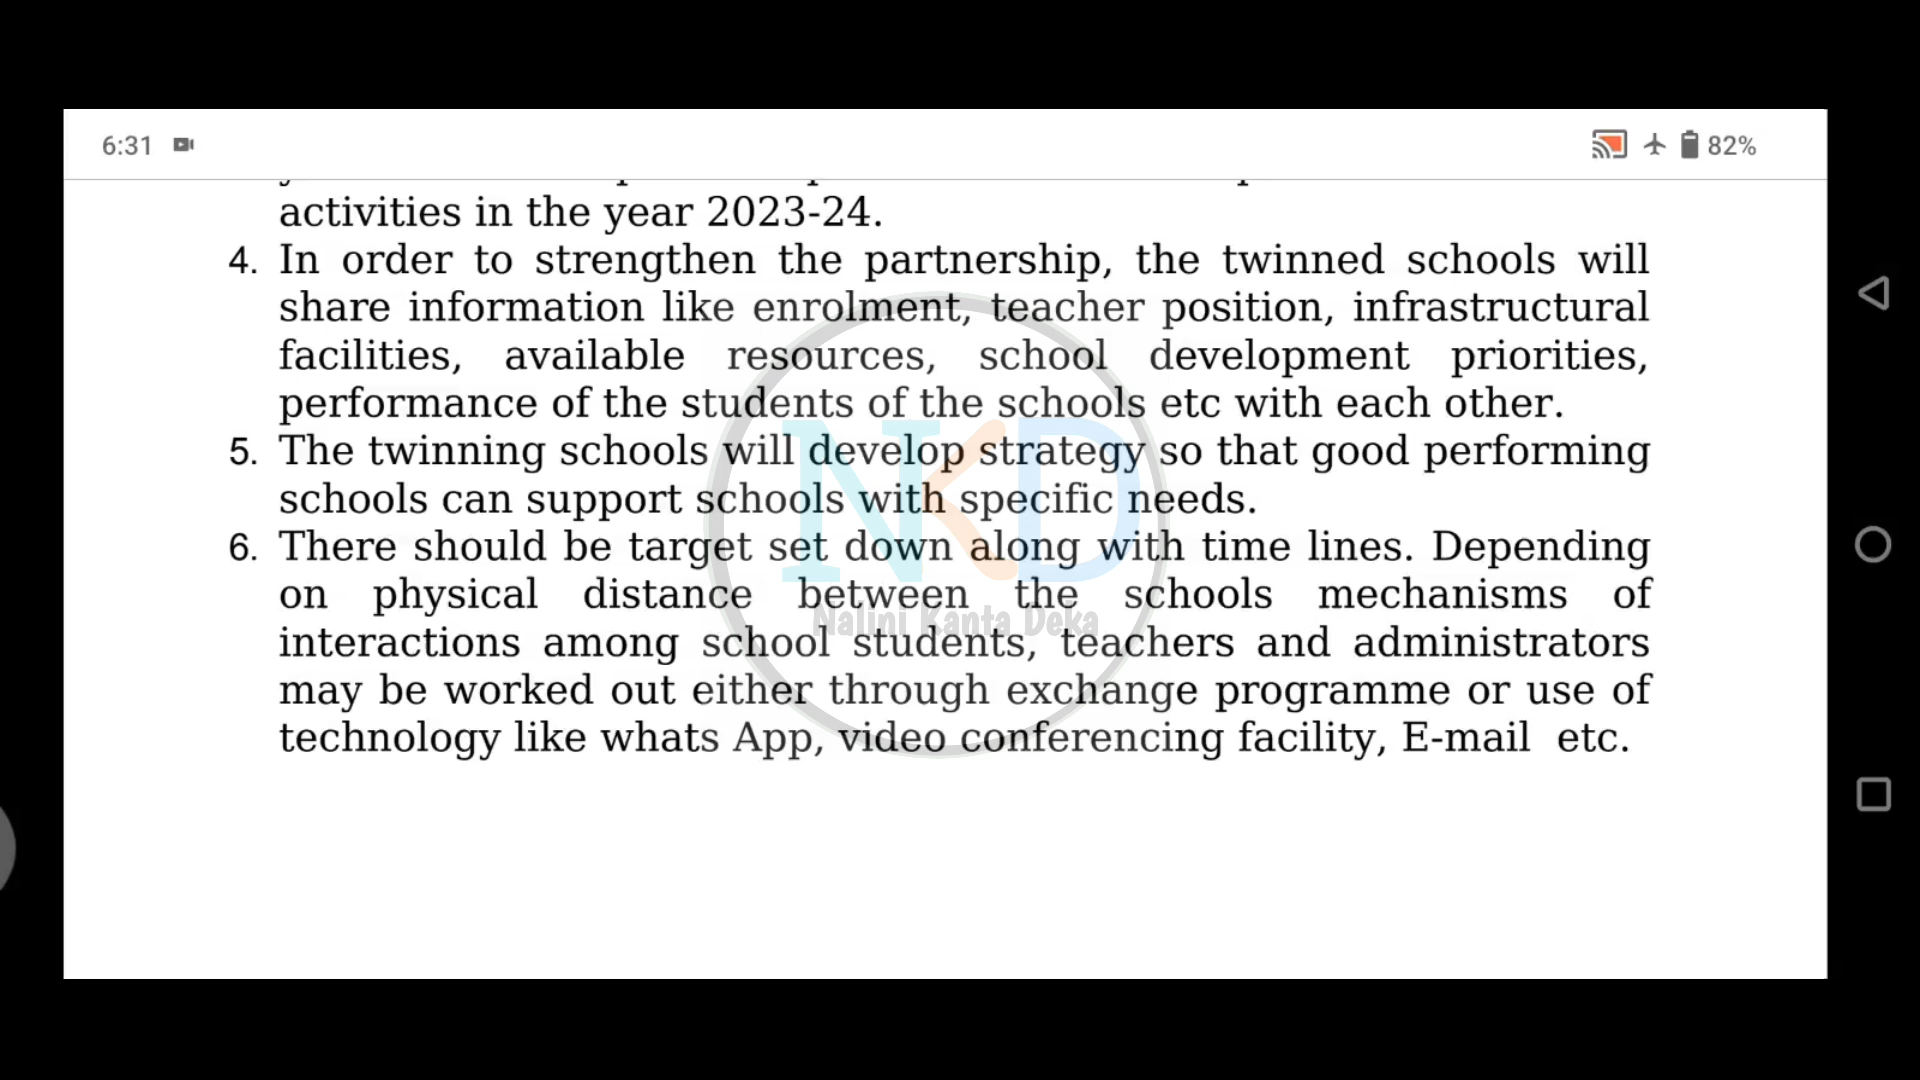 6:31
82%
activities in the year 2023-24.
4. In order to strengthen the partnership, the twinned schools will
share information like enrolment, teacher position, infrastructural
facilities, available resources, school development priorities,
performance of the students of the schools etc with each other.
5. The twinning schools will develop strategy so that good performing
schools can support schools with specific needs.
6. There should be target set down along with time lines. Depending
on physical distance between the schools mechanisms of
interactions among school students, teachers and administrators
may be worked out either through exchange programme or use of
technology like whats App, video conferencing facility, E-mail etc.
NKD
Nalini Kanta Deka